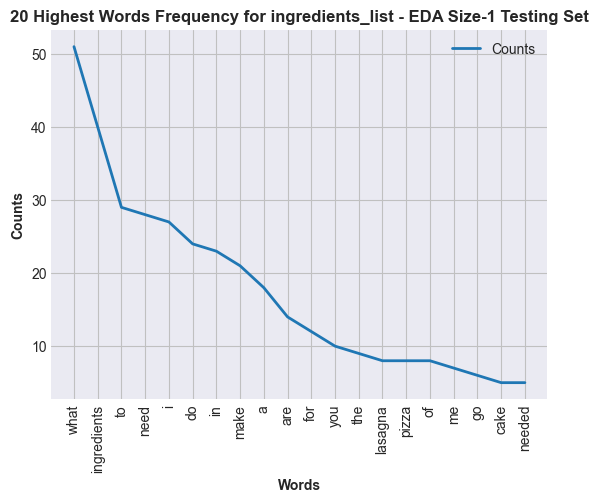 20 Highest Words Frequency for ingredients_list - EDA Size-1 Testing Set
Counts
50
40
30
20
10
Counts
what
ingredients
to
need
i
do
in
make
a
are
for
you
the
lasagna
pizza
of
me
go
cake
needed
Words